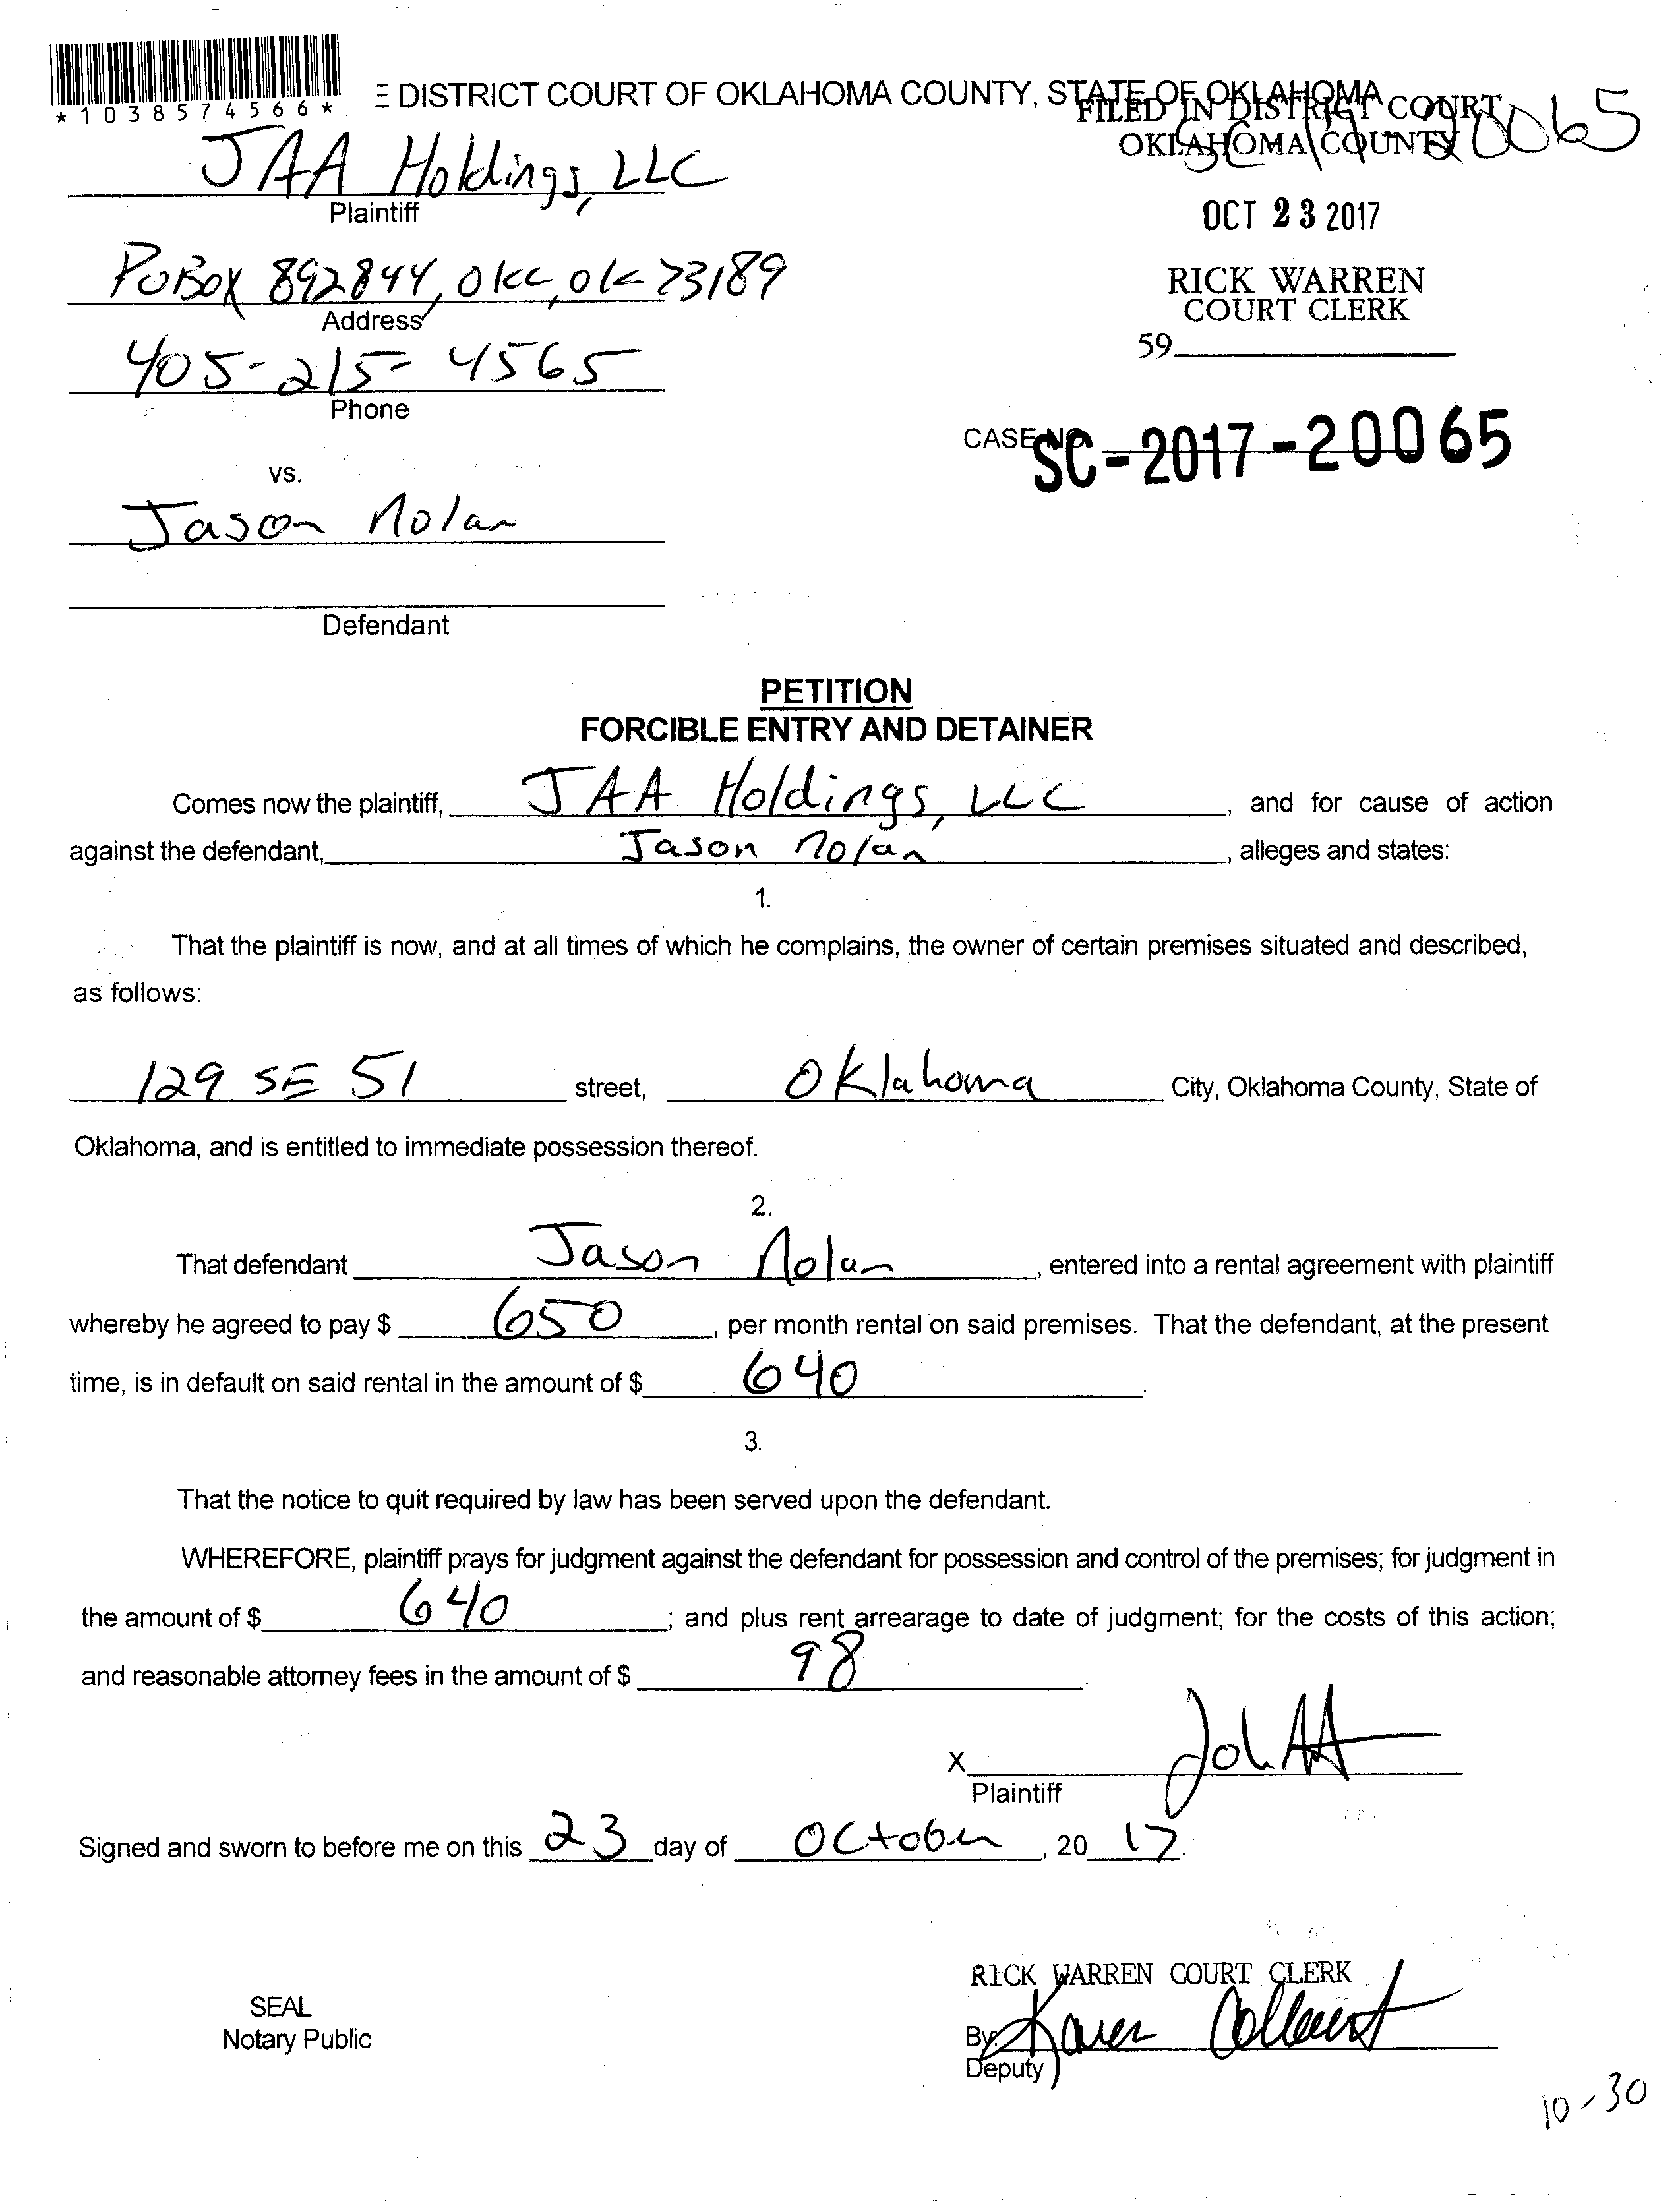 *1038574566*
E DISTRICT COURT OF OKLAHOMA COUNTY, STATE OF OKLAHOMA
FILED IN DISTRICT COURT
OKLAHOMA COUNTY
SC 17 20065
JAA Holdings, LLC
Plaintiff
OCT 23 2017
PO Box 892844, OKC, OK 73189
Address
RICK WARREN
COURT CLERK
59
405-215-4565
Phone
CASE NO. SC-2017-20065
vs.
Jason Nolan
Defendant
PETITION
FORCIBLE ENTRY AND DETAINER
Comes now the plaintiff, JAA Holdings, LLC, and for cause of action
against the defendant, Jason Nolan, alleges and states:
1.
That the plaintiff is now, and at all times of which he complains, the owner of certain premises situated and described,
as follows:
129 SE 51 street, Oklahoma City, Oklahoma County, State of
Oklahoma, and is entitled to immediate possession thereof.
2.
That defendant Jason Nolan, entered into a rental agreement with plaintiff
whereby he agreed to pay $ 650, per month rental on said premises. That the defendant, at the present
time, is in default on said rental in the amount of $ 640.
3.
That the notice to quit required by law has been served upon the defendant.
WHEREFORE, plaintiff prays for judgment against the defendant for possession and control of the premises; for judgment in
the amount of $ 640; and plus rent arrearage to date of judgment; for the costs of this action;
and reasonable attorney fees in the amount of $ 98.
X
Plaintiff
Signed and sworn to before me on this 23 day of October, 20 17.
RICK WARREN COURT CLERK
SEAL
Notary Public
By: Karen
Deputy
10-30